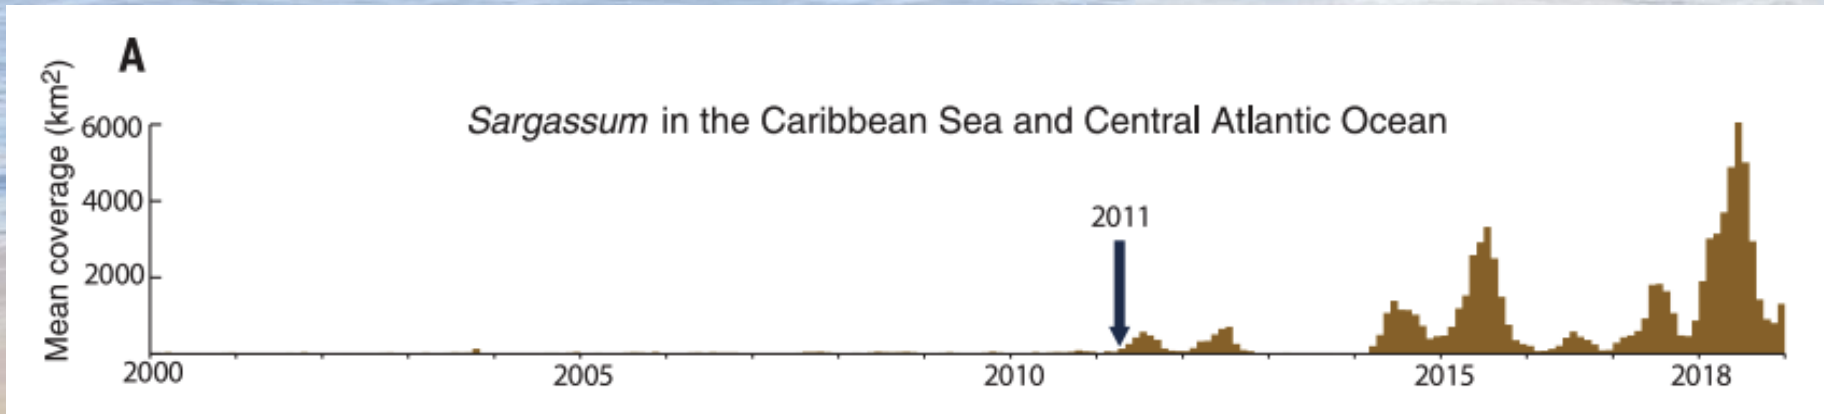 A
Sargassum in the Caribbean Sea and Central Atlantic Ocean
Mean coverage (km²)
6000
4000
2000
2011
2000 2005 2010 2015 2018